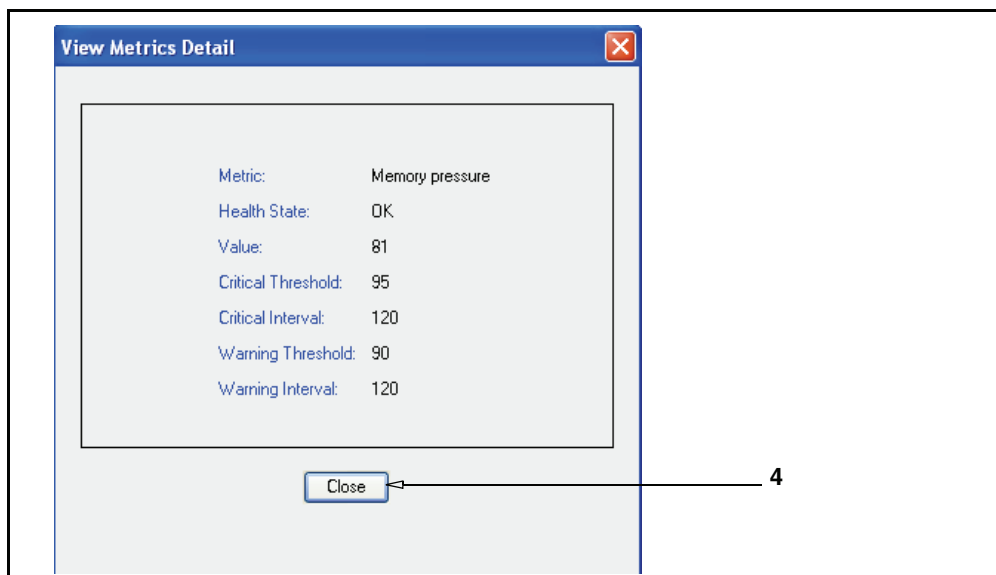 View Metrics Detail
Metric: Memory pressure
Health State: OK
Value: 81
Critical Threshold: 95
Critical Interval: 120
Warning Threshold: 90
Warning Interval: 120
Close
4